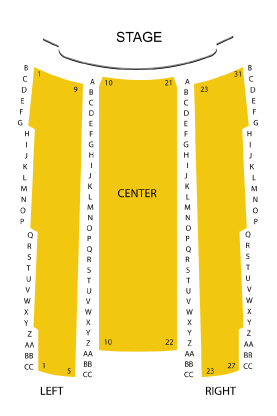 STAGE
B
C
D
E
F
G
H
I
J
K
L
M
N
O
P
Q
R
S
T
U
V
W
X
Y
Z
AA
BB
CC
1
9
1
5
A
B
C
D
E
F
G
H
I
J
K
L
M
N
O
P
Q
R
S
T
U
V
W
X
Y
Z
AA
BB
CC
10
21
CENTER
10
22
A
B
C
D
E
F
G
H
I
J
K
L
M
N
O
P
Q
R
S
T
U
V
W
X
Y
Z
AA
BB
CC
31
23
23
27
B
C
D
E
F
G
H
I
J
K
L
M
N
O
P
Q
R
S
T
U
V
W
X
Y
Z
AA
BB
CC
LEFT
RIGHT